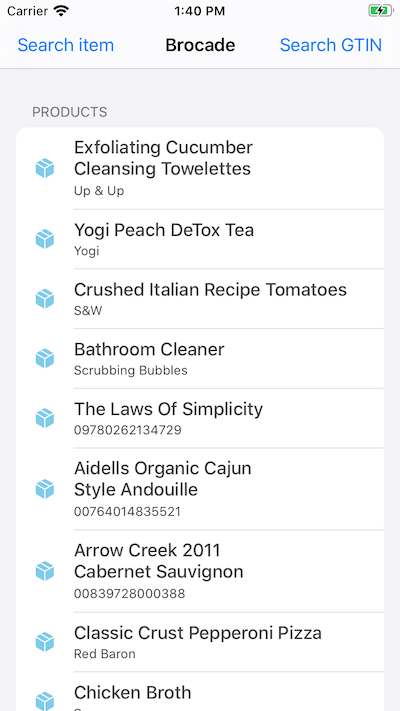 Carrier 1:40 PM
Search item Brocade Search GTIN
PRODUCTS
Exfoliating Cucumber
Cleansing Towelettes
Up & Up
Yogi Peach DeTox Tea
Yogi
Crushed Italian Recipe Tomatoes
S&W
Bathroom Cleaner
Scrubbing Bubbles
The Laws Of Simplicity
09780262134729
Aidells Organic Cajun
Style Andouille
00764014835521
Arrow Creek 2011
Cabernet Sauvignon
00839728000388
Classic Crust Pepperoni Pizza
Red Baron
Chicken Broth